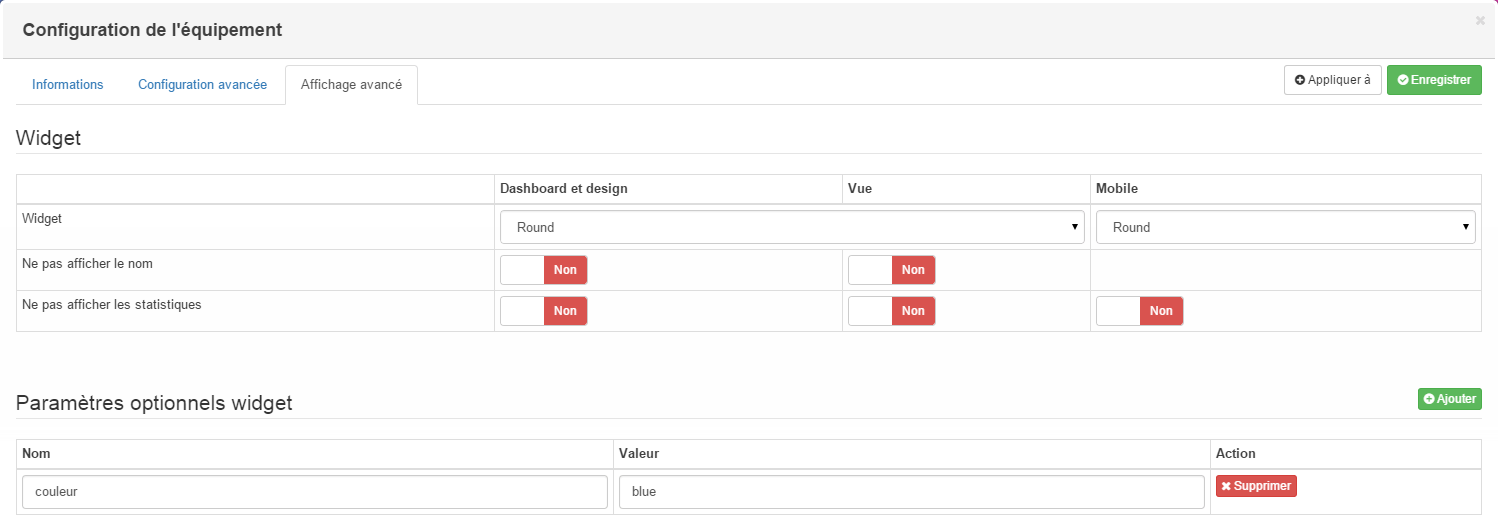 Configuration de l'équipement
Informations Configuration avancée Affichage avancé Appliquer à Enregistrer
Widget
Dashboard et design Vue Mobile
Widget Round Round
Ne pas afficher le nom Non Non
Ne pas afficher les statistiques Non Non Non
Paramètres optionnels widget Ajouter
Nom Valeur Action
couleur blue Supprimer